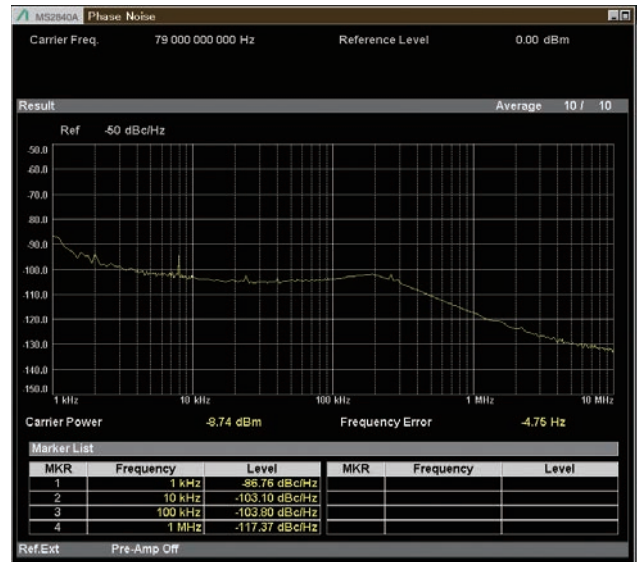 MS2840A Phase Noise
Carrier Freq. 79 000 000 000 Hz Reference Level 0.00 dBm
Result Average 10 / 10
Ref -50 dBc/Hz
-50.0
-60.0
-70.0
-80.0
-90.0
-100.0
-110.0
-120.0
-130.0
-140.0
-150.0
1 kHz 10 kHz 100 kHz 1 MHz 10 MHz
Carrier Power -8.74 dBm Frequency Error -4.75 Hz
Marker List
MKR Frequency Level MKR Frequency Level
1 1 kHz -86.76 dBc/Hz
2 10 kHz -103.10 dBc/Hz
3 100 kHz -103.80 dBc/Hz
4 1 MHz -117.37 dBc/Hz
Ref.Ext Pre-Amp Off